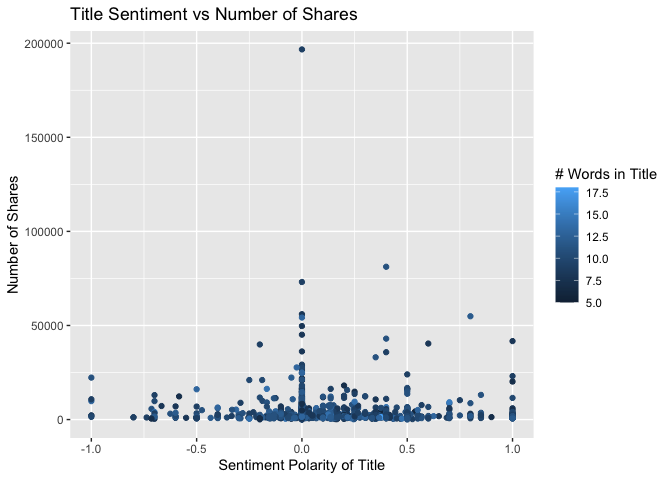 Title Sentiment vs Number of Shares
200000
150000
100000
50000
0
Number of Shares
-1.0 -0.5 0.0 0.5 1.0
Sentiment Polarity of Title
# Words in Title
17.5
15.0
12.5
10.0
7.5
5.0